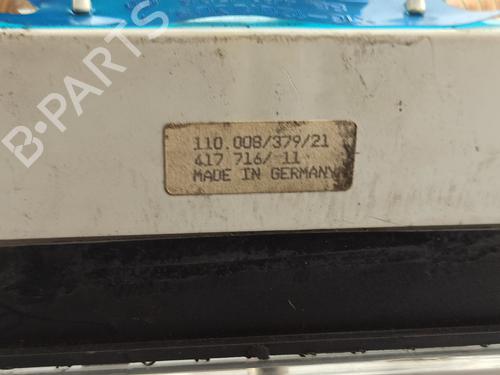 B-PARTS
110.008/379/21
417 716/ 11
MADE IN GERMANY